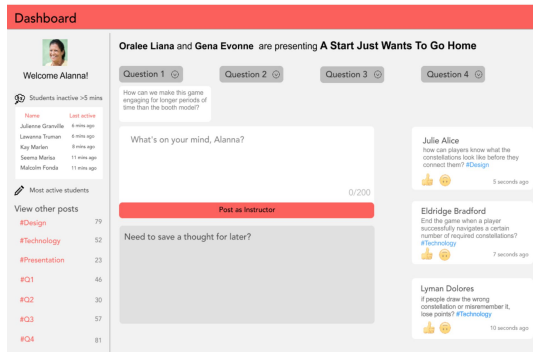 Dashboard
Welcome Alanna!
Students inactive >5 mins
Name Last active
Julienne Granville 6 mins ago
Lawanna Truman 6 mins ago
Kay Marlen 8 mins ago
Seema Marisa 11 mins ago
Malcolm Fonda 11 mins ago
Most active students
View other posts
#Design 79
#Technology 52
#Presentation 23
#Q1 46
#Q2 30
#Q3 57
#Q4 81
Oralee Liana and Gena Evonne are presenting A Start Just Wants To Go Home
Question 1 Question 2 Question 3 Question 4
How can we make this game
engaging for longer periods of
time than the booth model?
What's on your mind, Alanna?
0/200
Post as Instructor
Need to save a thought for later?
Julie Alice
how can players know what the
constellations look like before they
connect them? #Design
5 seconds ago
Eldridge Bradford
End the game when a player
successfully navigates a certain
number of required constellations?
#Technology
7 seconds ago
Lyman Dolores
If people draw the wrong
constellation or misremember it,
lose points? #Technology
10 seconds ago